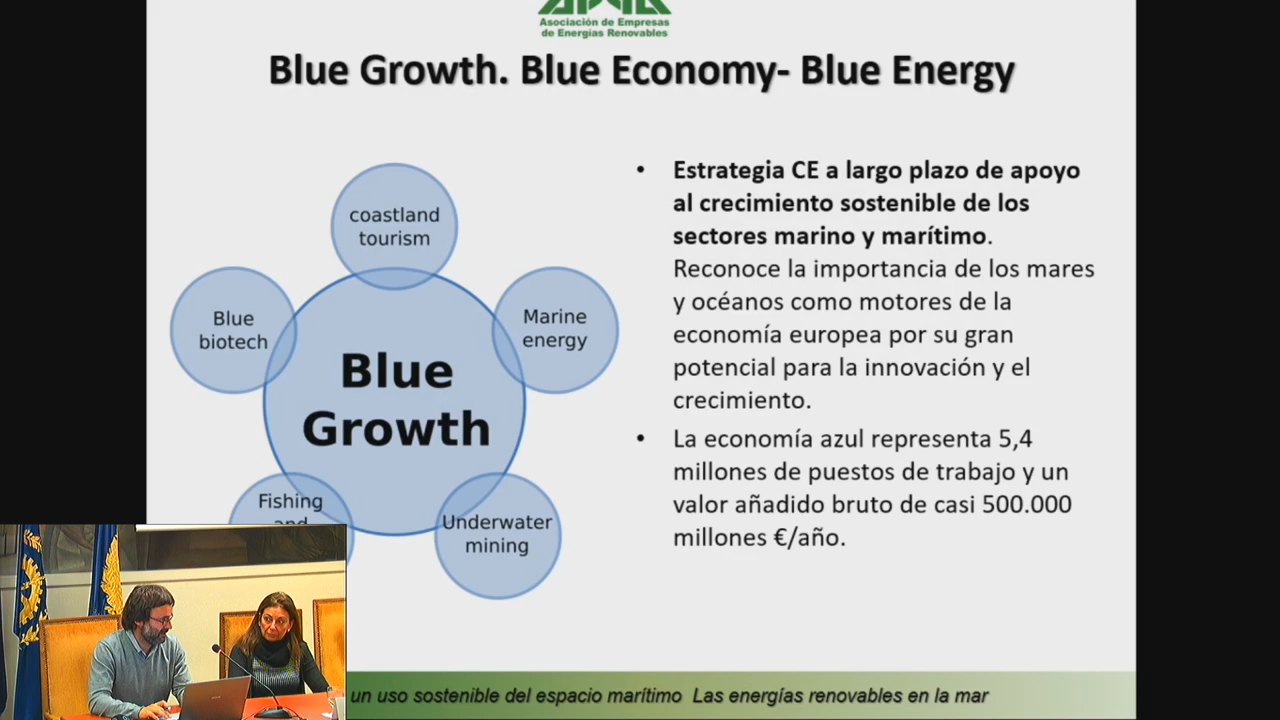 Asociación de Empresas
de Energías Renovables
Blue Growth. Blue Economy- Blue Energy
coastland
tourism
Blue
biotech
Marine
energy
Blue
Growth
Fishing
and
Underwater
mining
• Estrategia CE a largo plazo de apoyo
al crecimiento sostenible de los
sectores marino y marítimo.
Reconoce la importancia de los mares
y océanos como motores de la
economía europea por su gran
potencial para la innovación y el
crecimiento.
• La economía azul representa 5,4
millones de puestos de trabajo y un
valor añadido bruto de casi 500.000
millones €/año.
un uso sostenible del espacio marítimo Las energías renovables en la mar